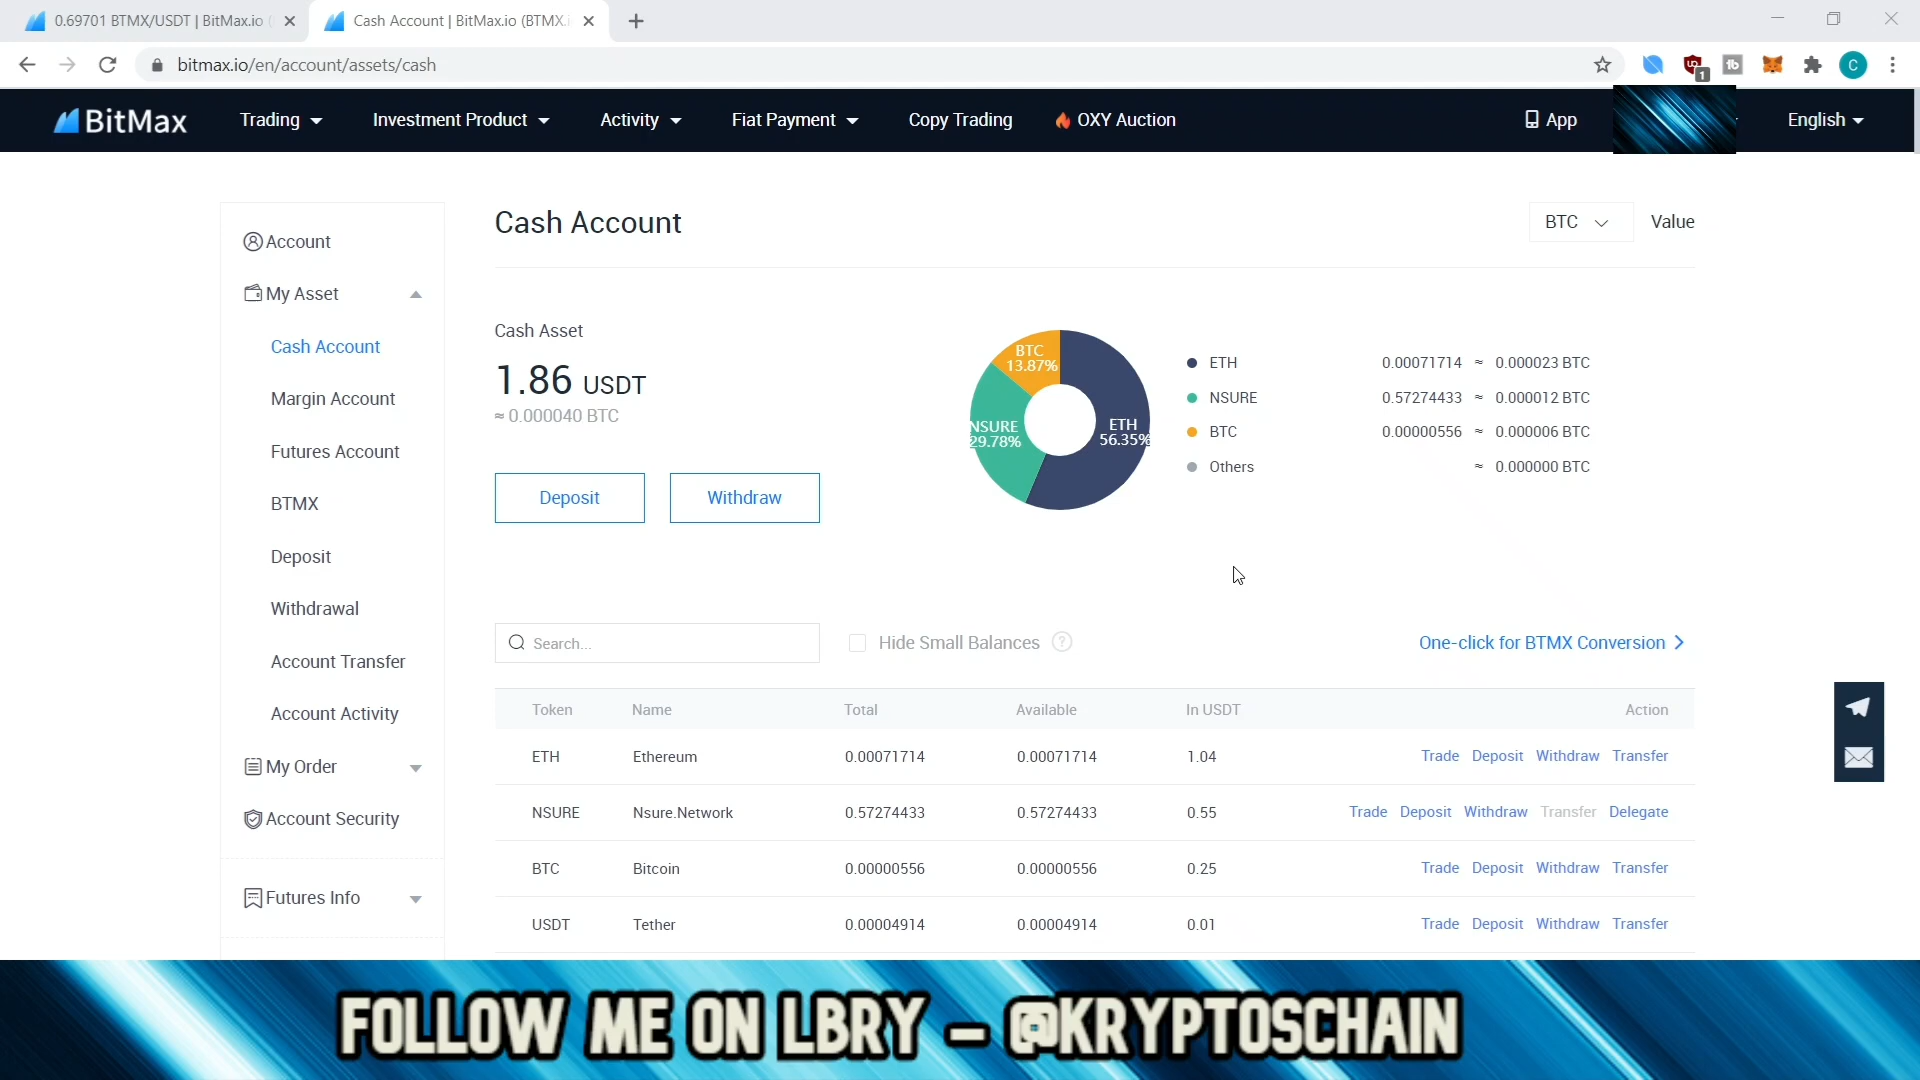 0.69701 BTMX/USDT | BitMax.io
Cash Account | BitMax.io (BTMX.
bitmax.io/en/account/assets/cash
1
C
BitMax
Trading
Investment Product
Activity
Fiat Payment
Copy Trading
OXY Auction
App
English
Account
My Asset
Cash Account
Margin Account
Futures Account
BTMX
Deposit
Withdrawal
Account Transfer
Account Activity
My Order
Account Security
Futures Info
Cash Account
BTC
Value
Cash Asset
1.86 USDT
≈ 0.000040 BTC
Deposit
Withdraw
BTC
13.87%
NSURE
29.78%
ETH
56.35%
ETH 0.00071714 ≈ 0.000023 BTC
NSURE 0.57274433 ≈ 0.000012 BTC
BTC 0.00000556 ≈ 0.000006 BTC
Others ≈ 0.000000 BTC
Search...
Hide Small Balances ?
One-click for BTMX Conversion
Token Name Total Available In USDT Action
ETH Ethereum 0.00071714 0.00071714 1.04 Trade Deposit Withdraw Transfer
NSURE Nsure.Network 0.57274433 0.57274433 0.55 Trade Deposit Withdraw Transfer Delegate
BTC Bitcoin 0.00000556 0.00000556 0.25 Trade Deposit Withdraw Transfer
USDT Tether 0.00004914 0.00004914 0.01 Trade Deposit Withdraw Transfer
FOLLOW ME ON LBRY – @KRYPTOSCHAIN